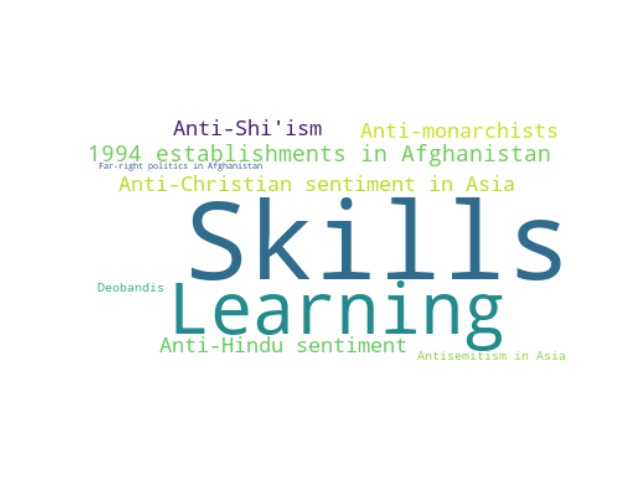 Anti-Shi'ism Anti-monarchists
1994 establishments in Afghanistan
Far-right politics in Afghanistan
Anti-Christian sentiment in Asia
Skills
Deobandis
Learning
Anti-Hindu sentiment
Antisemitism in Asia